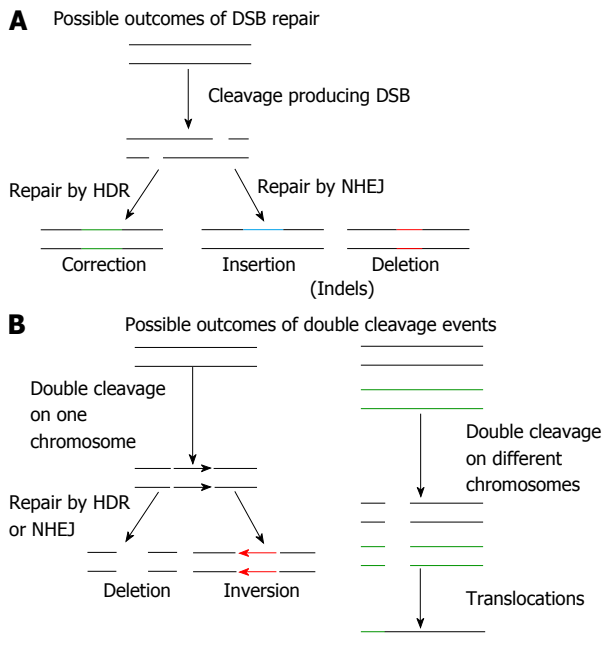 A Possible outcomes of DSB repair
Cleavage producing DSB
Repair by HDR
Repair by NHEJ
Correction
Insertion
Deletion
(Indels)
B Possible outcomes of double cleavage events
Double cleavage
on one
chromosome
Double cleavage
on different
chromosomes
Repair by HDR
or NHEJ
Deletion
Inversion
Translocations